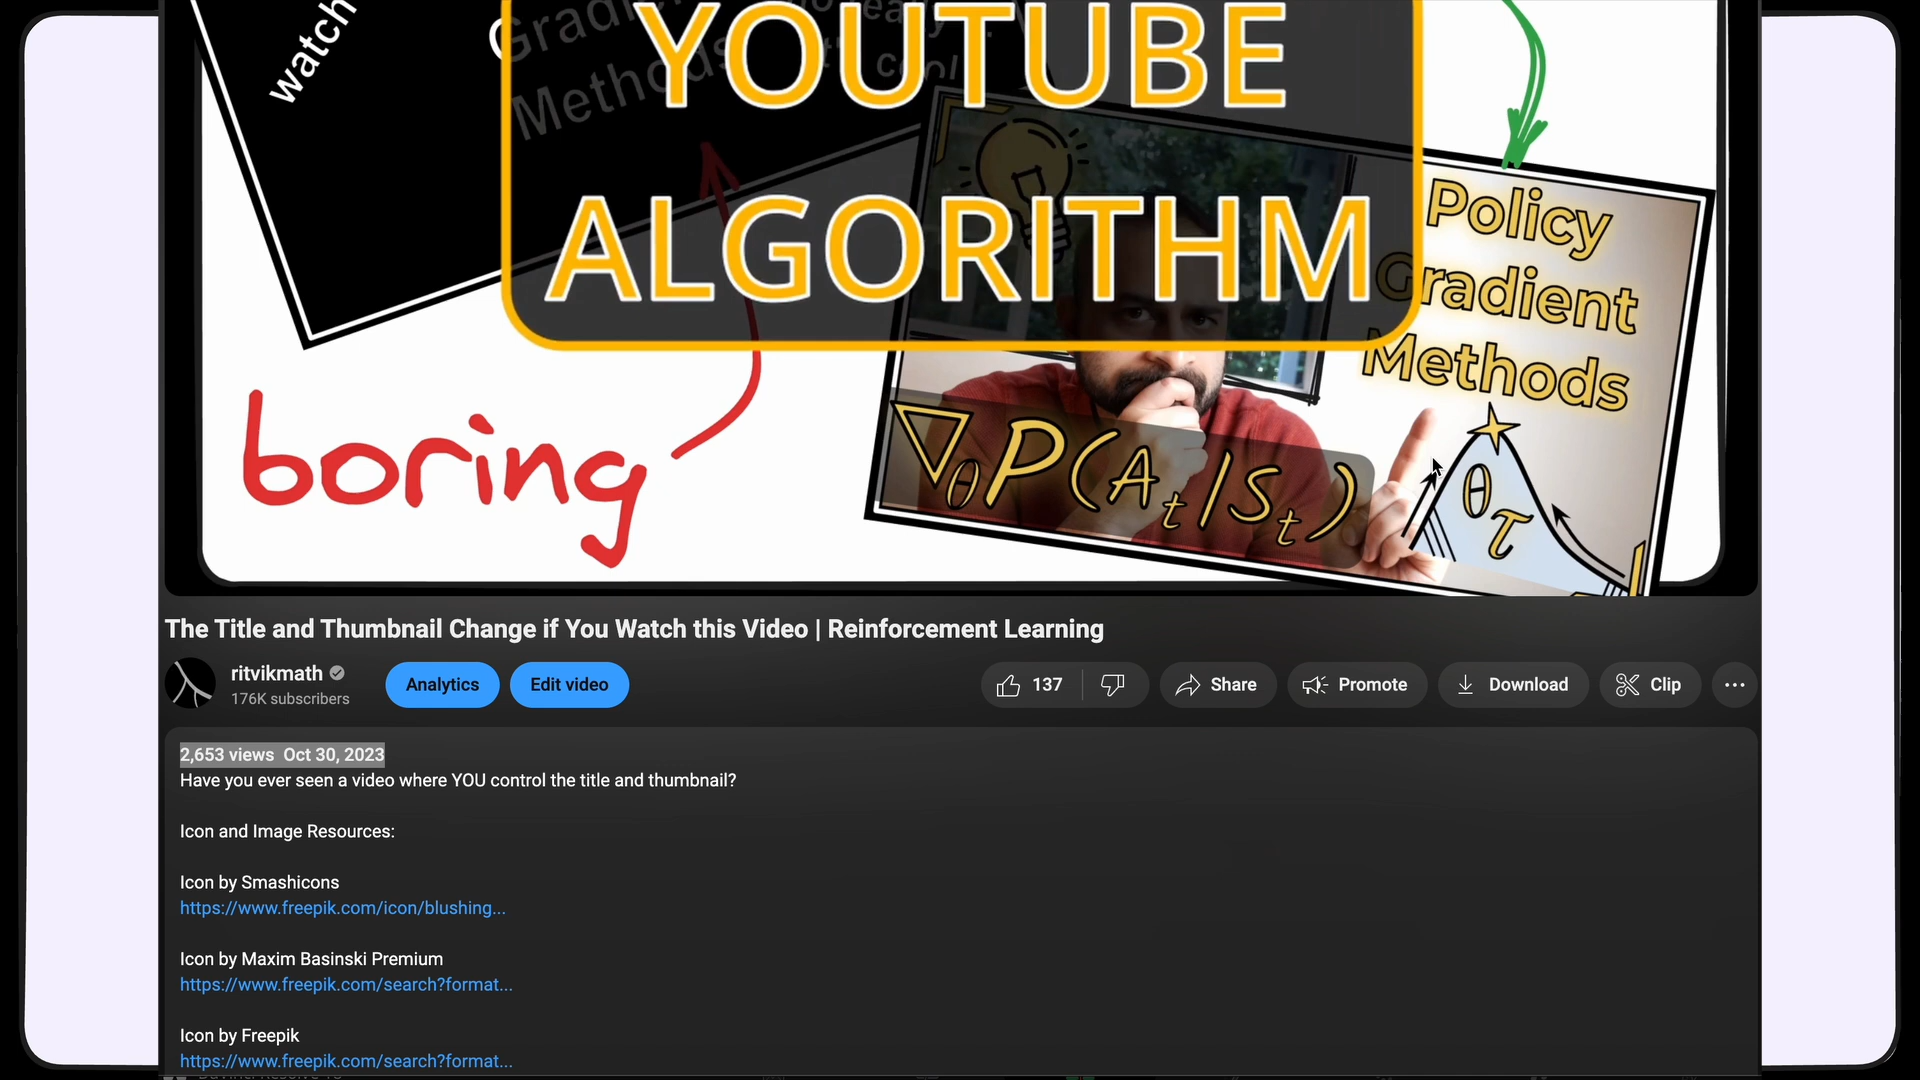 watch
Gradient
Methods
cool
YOUTUBE
ALGORITHM
Policy
Gradient
Methods
boring
∇θ P(At|St)
θτ
The Title and Thumbnail Change if You Watch this Video | Reinforcement Learning
ritvikmath
176K subscribers
Analytics
Edit video
137
Share
Promote
Download
Clip
2,653 views Oct 30, 2023
Have you ever seen a video where YOU control the title and thumbnail?
Icon and Image Resources:
Icon by Smashicons
https://www.freepik.com/icon/blushing...
Icon by Maxim Basinski Premium
https://www.freepik.com/search?format...
Icon by Freepik
https://www.freepik.com/search?format...